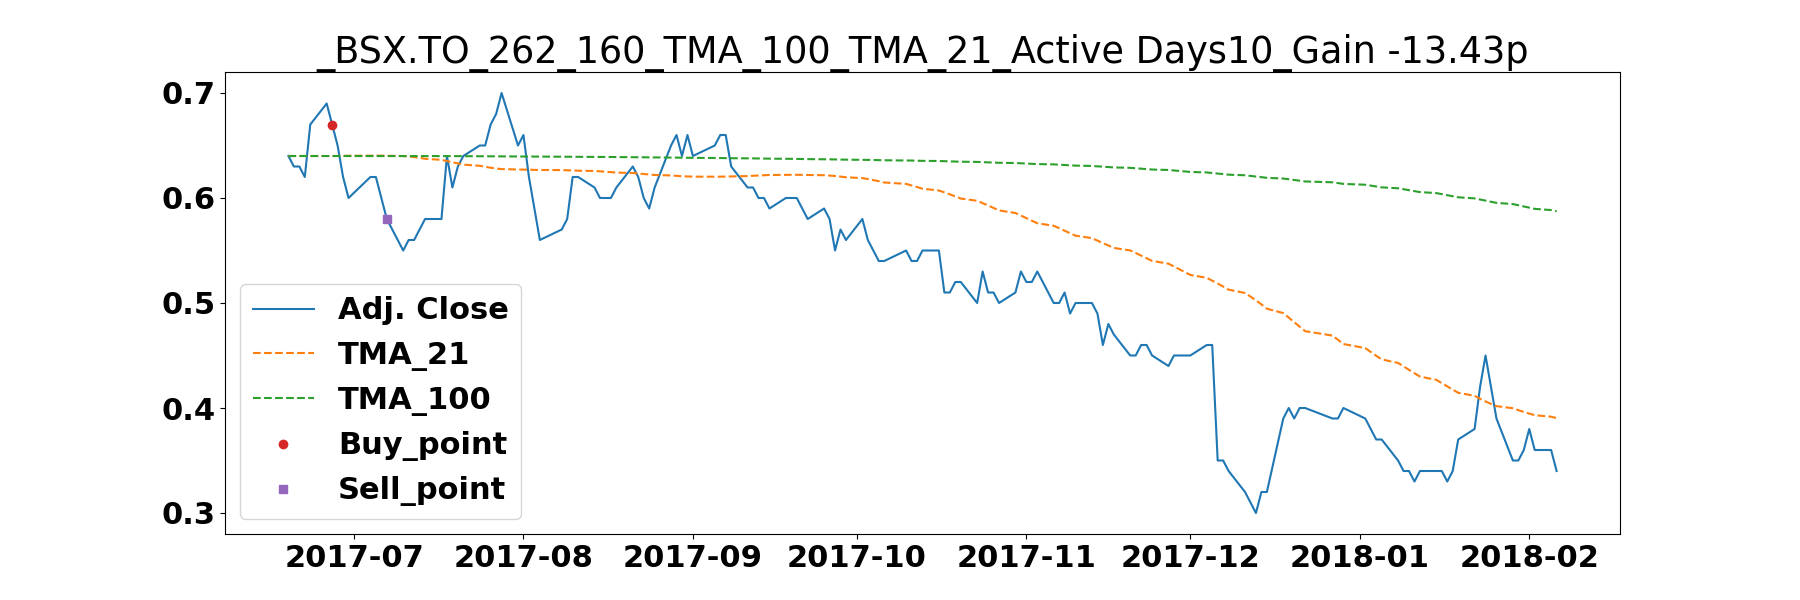 _BSX.TO_262_160_TMA_100_TMA_21_Active Days10_Gain -13.43p
0.7
0.6
0.5
0.4
0.3
Adj. Close
TMA_21
TMA_100
Buy_point
Sell_point
2017-07 2017-08 2017-09 2017-10 2017-11 2017-12 2018-01 2018-02